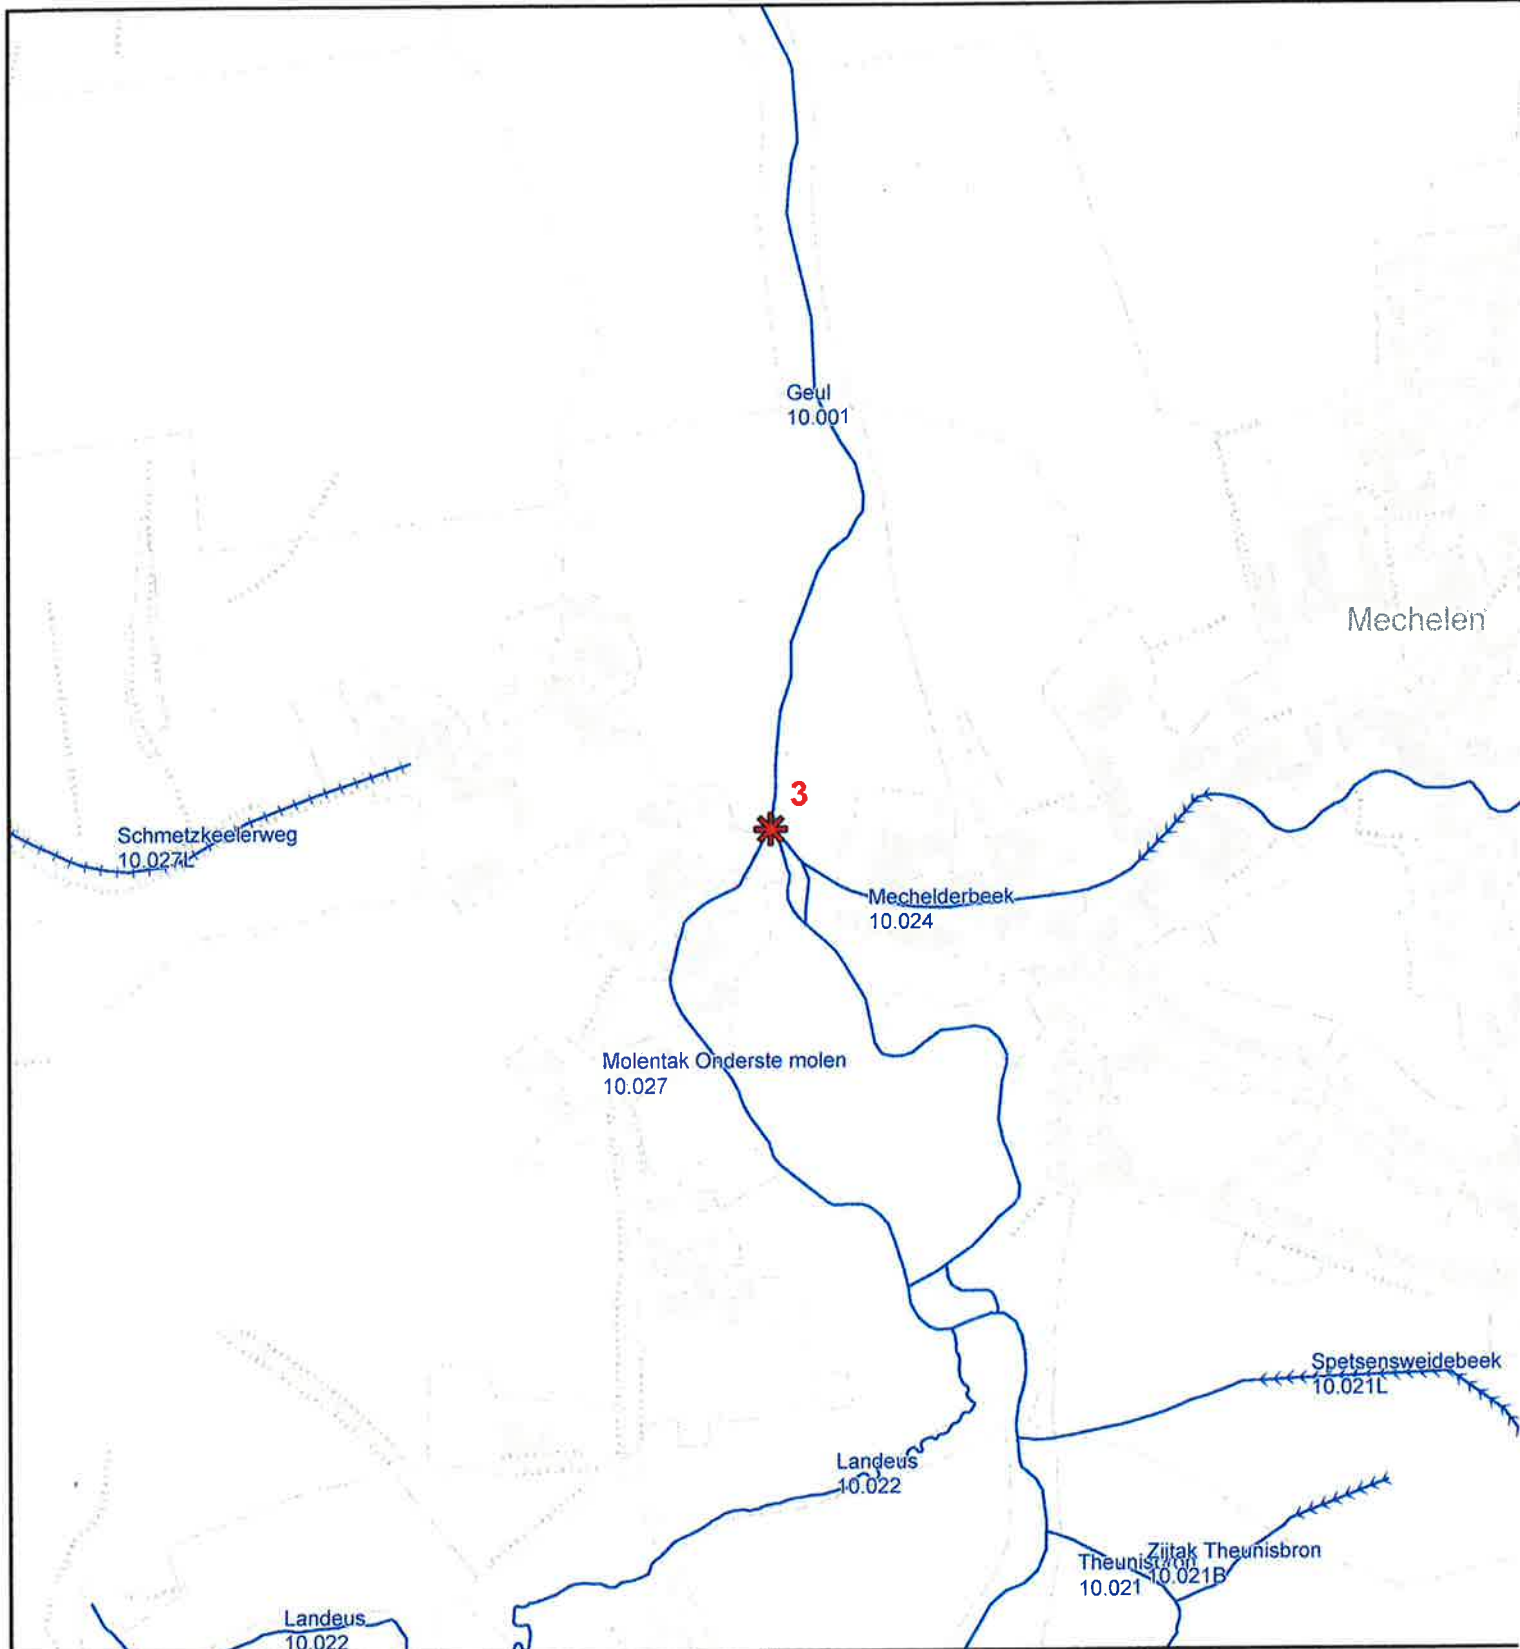 Geul
10.001
Mechelen
3
Schmetzkeelerweg
10.027L
Mechelderbeek
10.024
Molentak Onderste molen
10.027
Spetsensweidebeek
10.021L
Landeus
10.022
Zijtak Theunisbron
10.021B
Theunisbron
10.021
Landeus
10.022